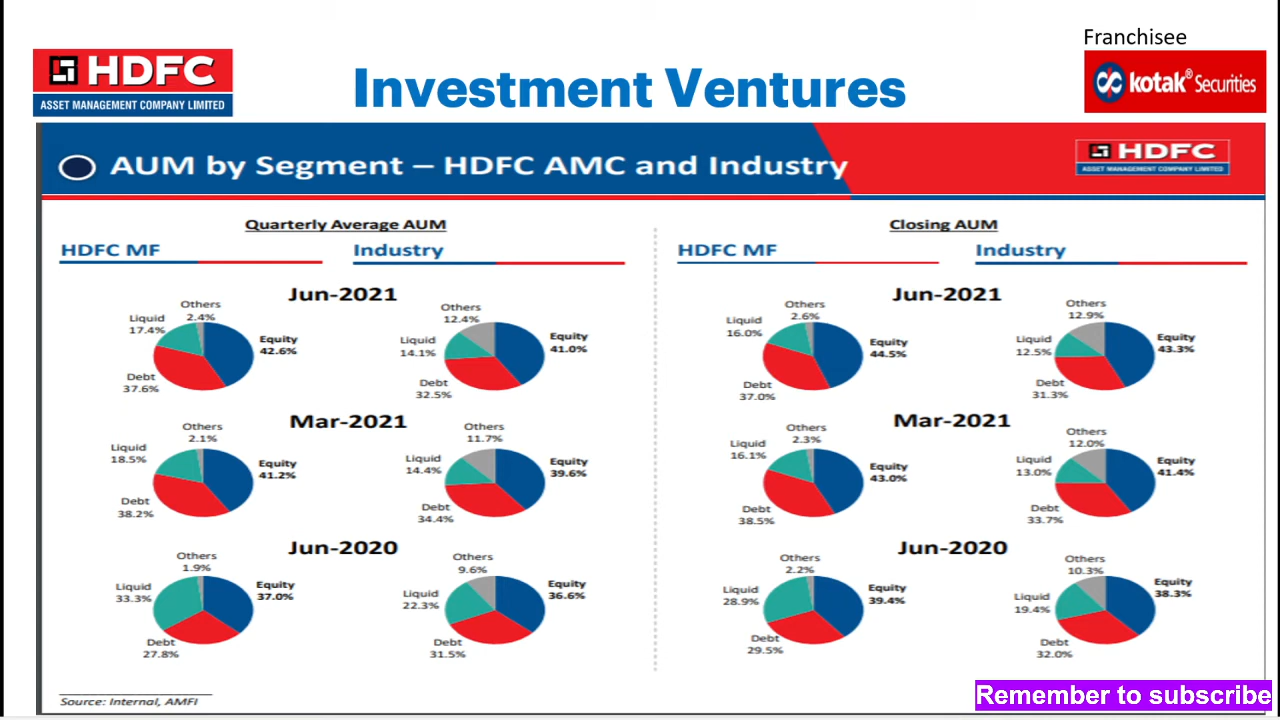 Franchisee
HDFC
ASSET MANAGEMENT COMPANY LIMITED
Investment Ventures
kotak® Securities
AUM by Segment – HDFC AMC and Industry
HDFC
ASSET MANAGEMENT COMPANY LIMITED
Quarterly Average AUM
HDFC MF
Industry
Jun-2021
Others
2.4%
Liquid
17.4%
Equity
42.6%
Debt
37.6%
Others
12.4%
Liquid
14.1%
Equity
41.0%
Debt
32.5%
Mar-2021
Others
2.1%
Liquid
18.5%
Equity
41.2%
Debt
38.2%
Others
11.7%
Liquid
14.4%
Equity
39.6%
Debt
34.4%
Jun-2020
Others
1.9%
Liquid
33.3%
Equity
37.0%
Debt
27.8%
Others
9.6%
Liquid
22.3%
Equity
36.6%
Debt
31.5%
Closing AUM
HDFC MF
Industry
Jun-2021
Others
2.6%
Liquid
16.0%
Equity
44.5%
Debt
37.0%
Others
12.9%
Liquid
12.5%
Equity
43.3%
Debt
31.3%
Mar-2021
Others
2.3%
Liquid
16.1%
Equity
43.0%
Debt
38.5%
Others
12.0%
Liquid
13.0%
Equity
41.4%
Debt
33.7%
Jun-2020
Others
2.2%
Liquid
28.9%
Equity
39.4%
Debt
29.5%
Others
10.3%
Liquid
19.4%
Equity
38.3%
Debt
32.0%
Source: Internal, AMFI
Remember to subscribe